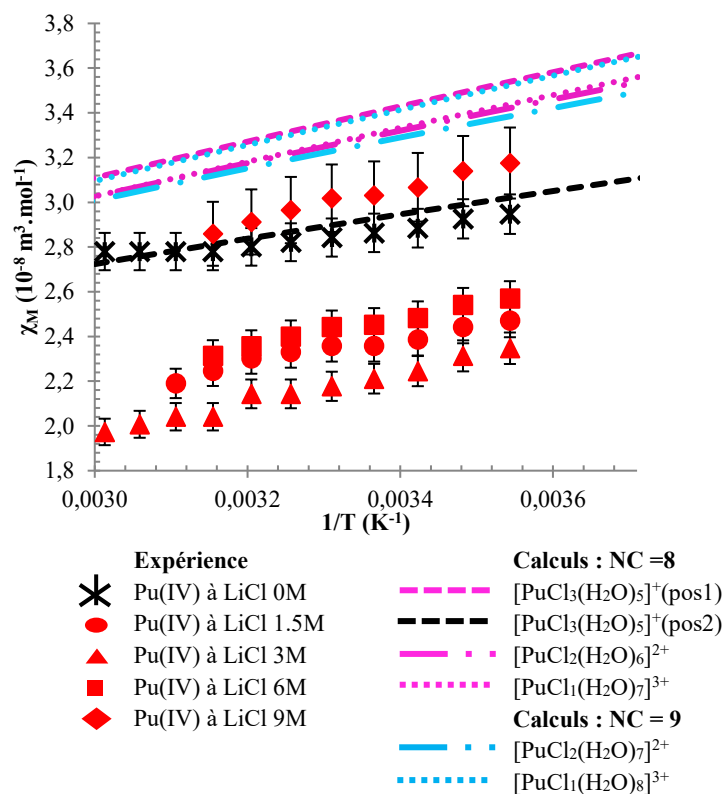 3,8
3,6
3,4
3,2
3,0
2,8
2,6
2,4
2,2
2,0
1,8
χM (10⁻⁸ m³.mol⁻¹)
0,0030 0,0032 0,0034 0,0036
1/T (K⁻¹)
Expérience
Pu(IV) à LiCl 0M
Pu(IV) à LiCl 1.5M
Pu(IV) à LiCl 3M
Pu(IV) à LiCl 6M
Pu(IV) à LiCl 9M
Calculs : NC =8
[PuCl₃(H₂O)₅]⁺(pos1)
[PuCl₃(H₂O)₅]⁺(pos2)
[PuCl₂(H₂O)₆]²⁺
[PuCl₁(H₂O)₇]³⁺
Calculs : NC = 9
[PuCl₂(H₂O)₇]²⁺
[PuCl₁(H₂O)₈]³⁺